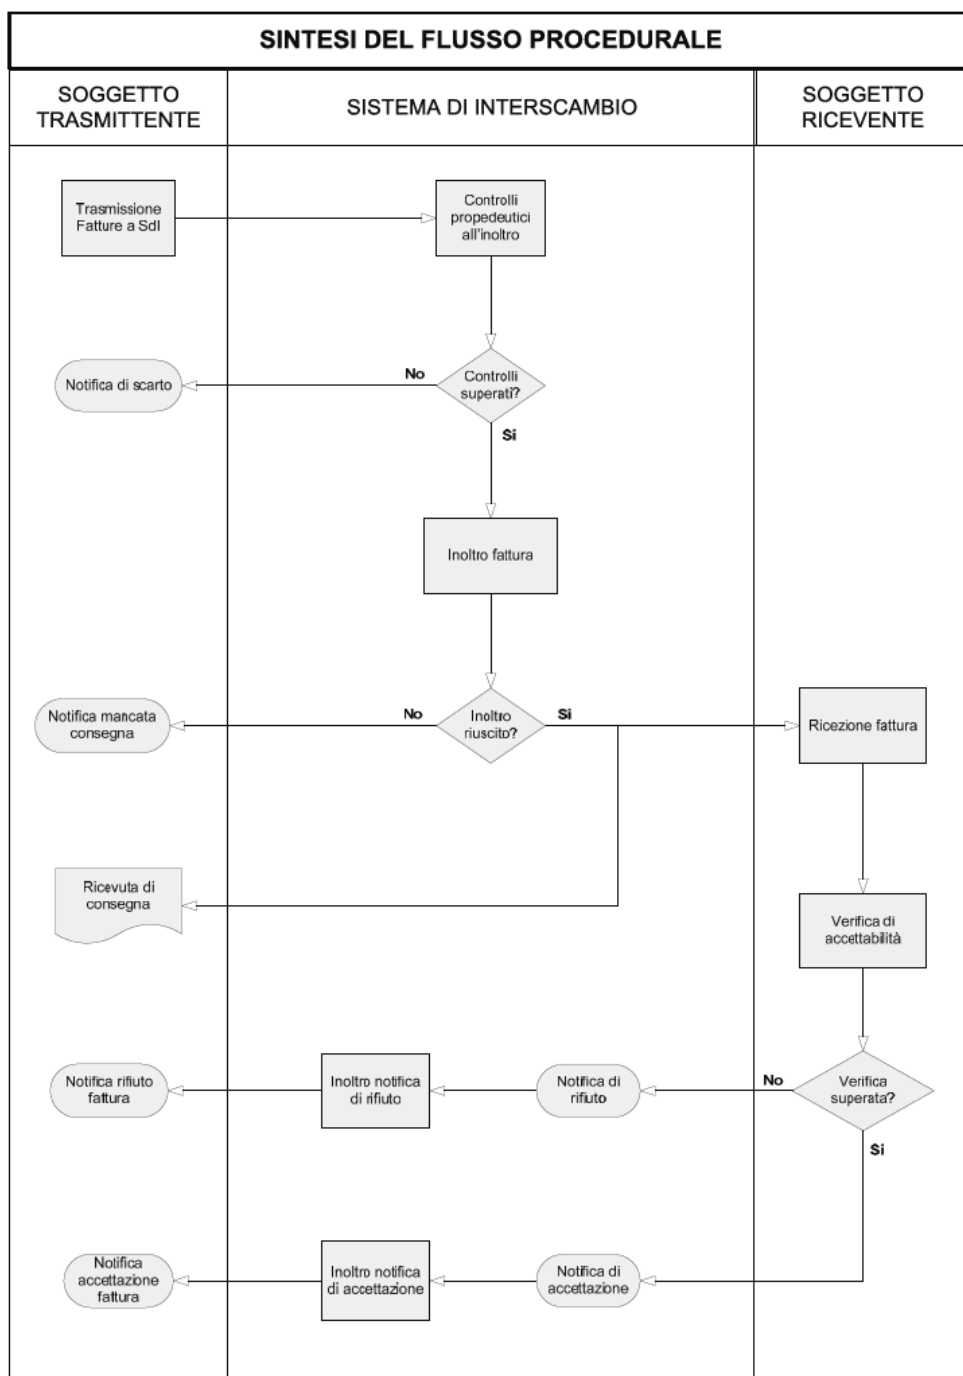 SINTESI DEL FLUSSO PROCEDURALE
SOGGETTO
TRASMITTENTE
SISTEMA DI INTERSCAMBIO
SOGGETTO
RICEVENTE
Trasmissione
Fatture a SdI
Controlli
propedeutici
all'inoltro
Notifica di scarto
No
Controlli
superati?
Si
Inoltro fattura
Notifica mancata
consegna
No
Inoltro
riuscito?
Si
Ricezione fattura
Ricevuta di
consegna
Verifica di
accettabilità
Notifica rifiuto
fattura
Inoltro notifica
di rifiuto
Notifica di
rifiuto
No
Verifica
superata?
Si
Notifica
accettazione
fattura
Inoltro notifica
di accettazione
Notifica di
accettazione